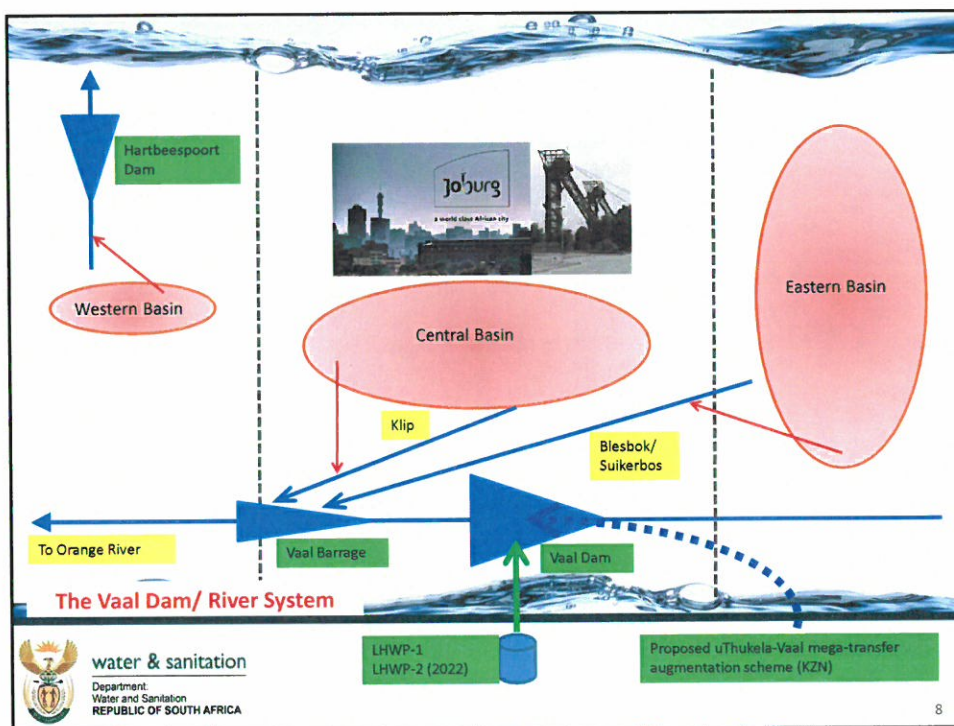 Hartbeespoort
Dam
Jo'burg
a world class African city
Western Basin
Central Basin
Eastern Basin
Klip
Blesbok/
Suikerbos
To Orange River
Vaal Barrage
Vaal Dam
The Vaal Dam/ River System
LHWP-1
LHWP-2 (2022)
Proposed uThukela-Vaal mega-transfer
augmentation scheme (KZN)
water & sanitation
Department:
Water and Sanitation
REPUBLIC OF SOUTH AFRICA
8